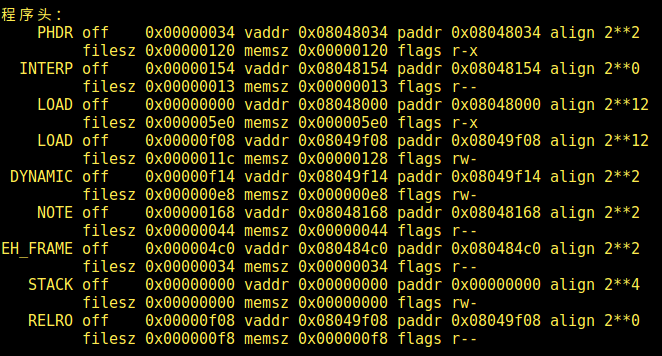 程序头：
PHDR off    0x00000034 vaddr 0x08048034 paddr 0x08048034 align 2**2
filesz 0x00000120 memsz 0x00000120 flags r-x
INTERP off    0x00000154 vaddr 0x08048154 paddr 0x08048154 align 2**0
filesz 0x00000013 memsz 0x00000013 flags r--
LOAD off    0x00000000 vaddr 0x08048000 paddr 0x08048000 align 2**12
filesz 0x000005e0 memsz 0x000005e0 flags r-x
LOAD off    0x00000f08 vaddr 0x08049f08 paddr 0x08049f08 align 2**12
filesz 0x0000011c memsz 0x00000128 flags rw-
DYNAMIC off    0x00000f14 vaddr 0x08049f14 paddr 0x08049f14 align 2**2
filesz 0x000000e8 memsz 0x000000e8 flags rw-
NOTE off    0x00000168 vaddr 0x08048168 paddr 0x08048168 align 2**2
filesz 0x00000044 memsz 0x00000044 flags r--
EH_FRAME off    0x000004c0 vaddr 0x080484c0 paddr 0x080484c0 align 2**2
filesz 0x00000034 memsz 0x00000034 flags r--
STACK off    0x00000000 vaddr 0x00000000 paddr 0x00000000 align 2**4
filesz 0x00000000 memsz 0x00000000 flags rw-
RELRO off    0x00000f08 vaddr 0x08049f08 paddr 0x08049f08 align 2**0
filesz 0x000000f8 memsz 0x000000f8 flags r--